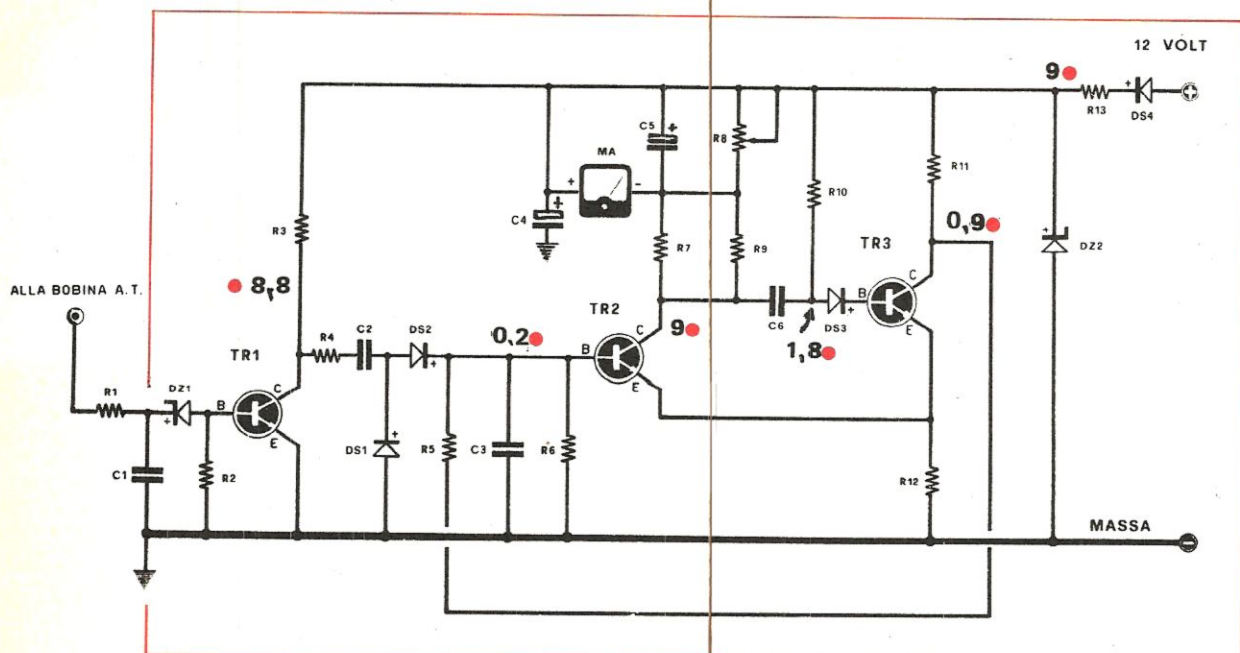 12 VOLT
9
+
R13
+
DS4
+
C5
+
R8
MA
+
-
C4
+
R3
R10
R11
R7
R9
TR3
0,9
+
DZ2
ALLA BOBINA A.T.
8,8
TR2
C
B
E
C6
DS3
+
1,8
TR1
R4
C2
DS2
+
0,2
B
C
E
9
R1
DZ1
+
B
C
E
C1
R2
DS1
+
R5
C3
R6
R12
MASSA
-